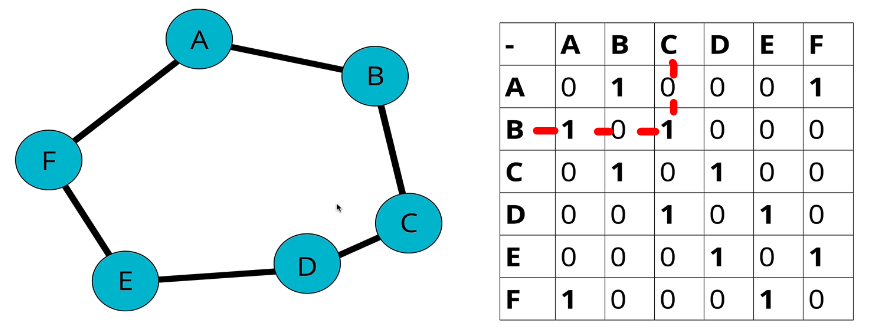 A
B
F
C
D
E
- A B C D E F
A 0 1 0 0 0 1
B 1 0 1 0 0 0
C 0 1 0 1 0 0
D 0 0 1 0 1 0
E 0 0 0 1 0 1
F 1 0 0 0 1 0